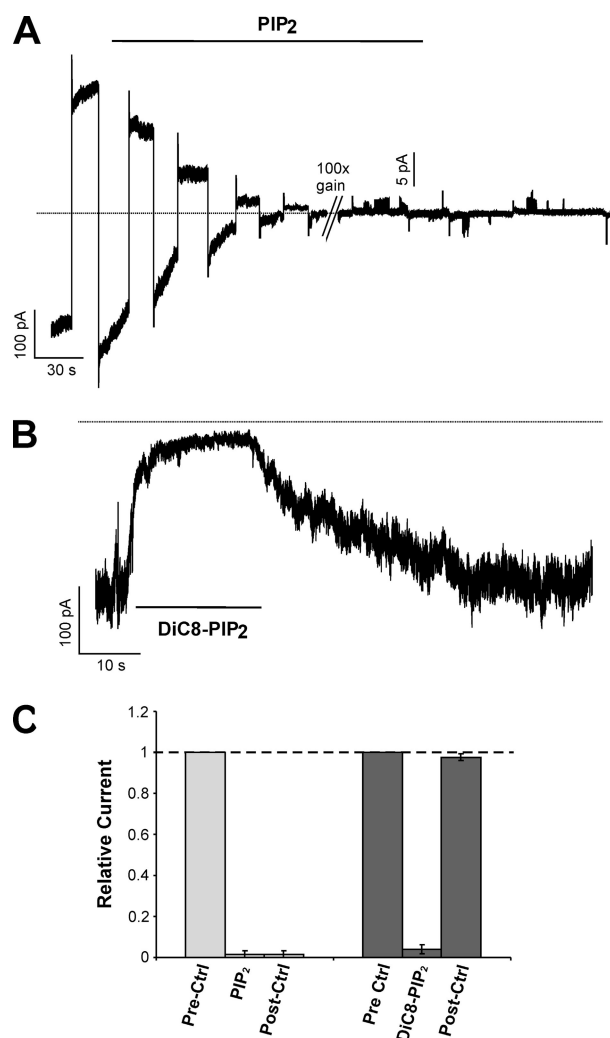 A
PIP2
100x
gain
5 pA
100 pA
30 s
B
100 pA
DiC8-PIP2
10 s
C
Relative Current
1.2
1
0.8
0.6
0.4
0.2
0
Pre-Ctrl
PIP2
Post-Ctrl
Pre Ctrl
DiC8-PIP2
Post-Ctrl